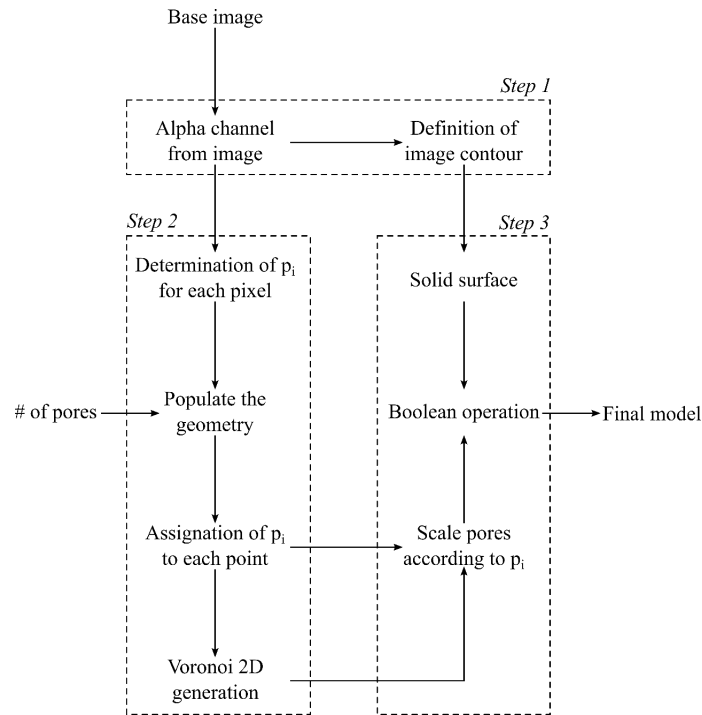 Base image
Step 1
Alpha channel
from image
Definition of
image contour
Step 2
Determination of pᵢ
for each pixel
# of pores
Populate the
geometry
Assignation of pᵢ
to each point
Voronoi 2D
generation
Step 3
Solid surface
Boolean operation
Final model
Scale pores
according to pᵢ